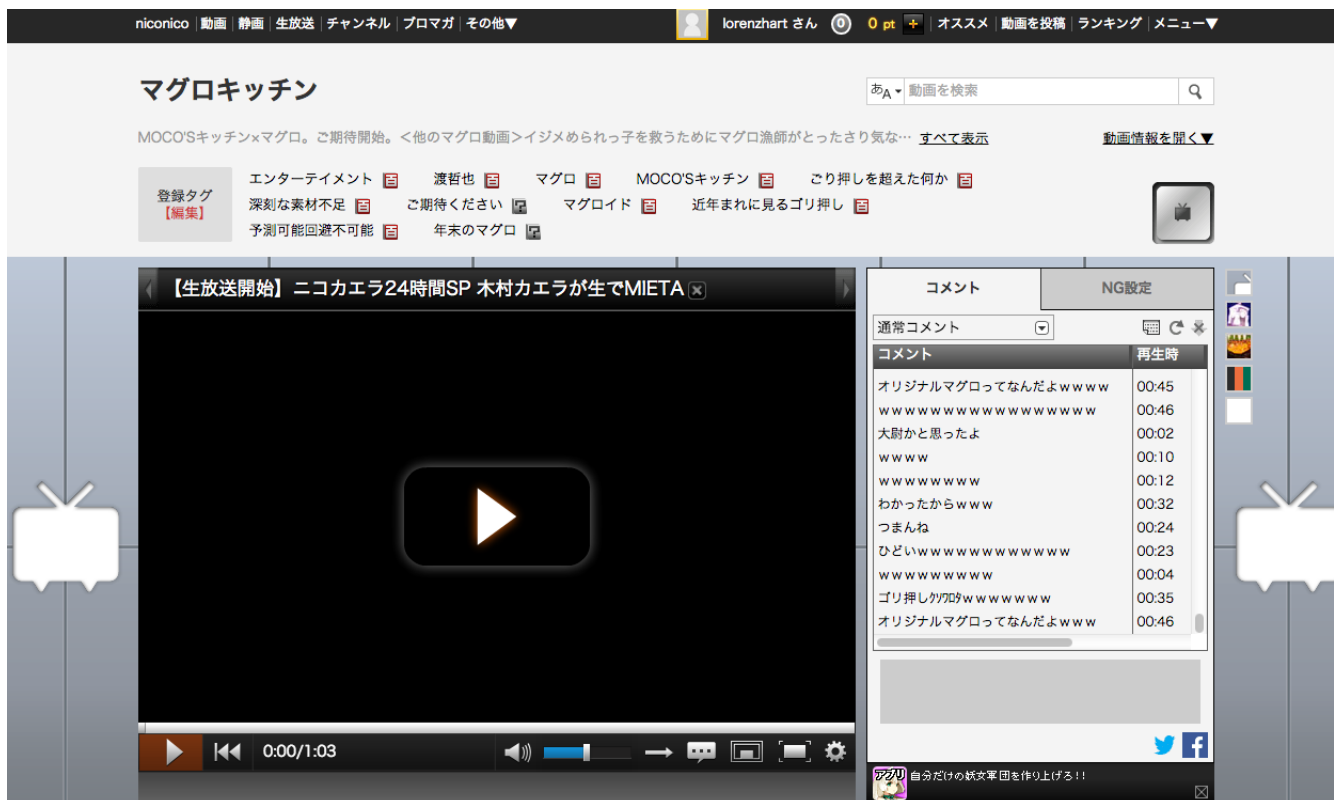 niconico 動画 静画 生放送 チャンネル ブロマガ その他▼ lorenzhart さん 0 0 pt + オススメ 動画を投稿 ランキング メニュー▼
マグロキッチン
あA 動画を検索
MOCO'Sキッチン×マグロ。ご期待開始。＜他のマグロ動画＞イジメられっ子を救うためにマグロ漁師がとったさり気な… すべて表示 動画情報を開く▼
登録タグ
【編集】
エンターテイメント 渡哲也 マグロ MOCO'Sキッチン ごり押しを超えた何か
深刻な素材不足 ご期待ください マグロイド 近年まれに見るゴリ押し
予測可能回避不可能 年末のマグロ
【生放送開始】ニコカエラ24時間SP 木村カエラが生でMIETA
コメント NG設定
通常コメント
コメント 再生時
オリジナルマグロってなんだよｗｗｗｗ 00:45
ｗｗｗｗｗｗｗｗｗｗｗｗｗｗｗｗｗ 00:46
大尉かと思ったよ 00:02
ｗｗｗｗ 00:10
ｗｗｗｗｗｗｗｗ 00:12
わかったからｗｗｗ 00:32
つまんね 00:24
ひどいｗｗｗｗｗｗｗｗｗｗｗｗ 00:23
ｗｗｗｗｗｗｗｗｗ 00:04
ゴリ押しｸｿﾜﾛﾀｗｗｗｗｗｗｗ 00:35
オリジナルマグロってなんだよｗｗｗ 00:46
0:00/1:03
アプリ 自分だけの妖女軍団を作り上げろ!!